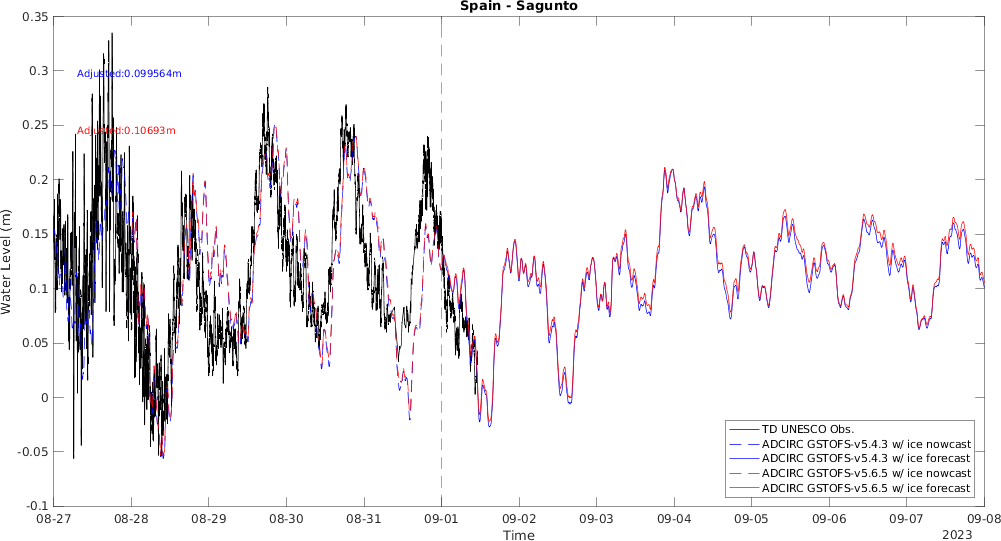 Spain - Sagunto
Water Level (m)
0.35
0.3
0.25
0.2
0.15
0.1
0.05
0
-0.05
-0.1
Adjusted:0.099564m
Adjusted:0.10693m
TD UNESCO Obs.
ADCIRC GSTOFS-v5.4.3 w/ ice nowcast
ADCIRC GSTOFS-v5.4.3 w/ ice forecast
ADCIRC GSTOFS-v5.6.5 w/ ice nowcast
ADCIRC GSTOFS-v5.6.5 w/ ice forecast
08-27 08-28 08-29 08-30 08-31 09-01 09-02 09-03 09-04 09-05 09-06 09-07 09-08
Time
2023